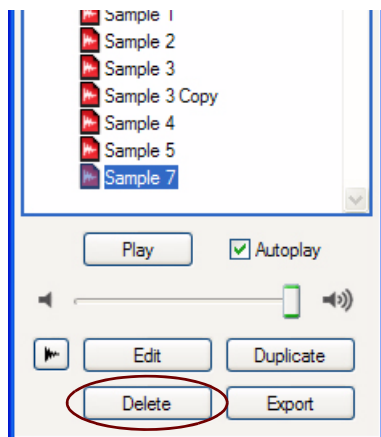 Sample 1
Sample 2
Sample 3
Sample 3 Copy
Sample 4
Sample 5
Sample 7
Play
Autoplay
Edit
Duplicate
Delete
Export